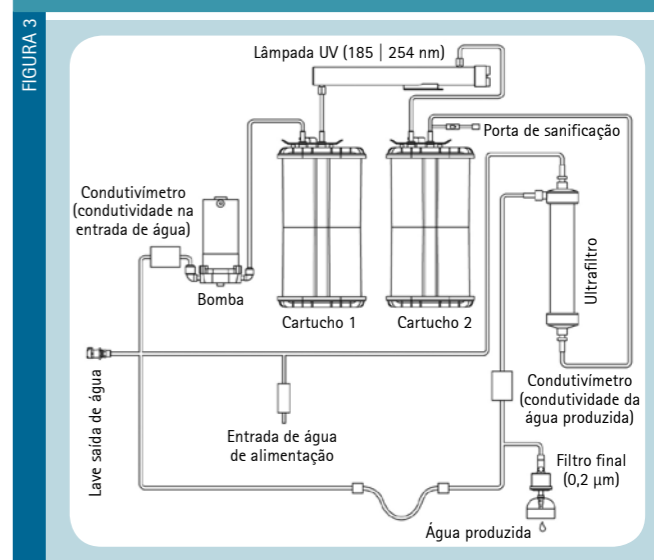 FIGURA 3
Lâmpada UV (185 | 254 nm)
Porta de sanificação
Condutivímetro
(condutividade na
entrada de água)
Bomba
Cartucho 1
Cartucho 2
Ultrafiltro
Lave saída de água
Entrada de água
de alimentação
Condutivímetro
(condutividade da
água produzida)
Filtro final
(0,2 µm)
Água produzida